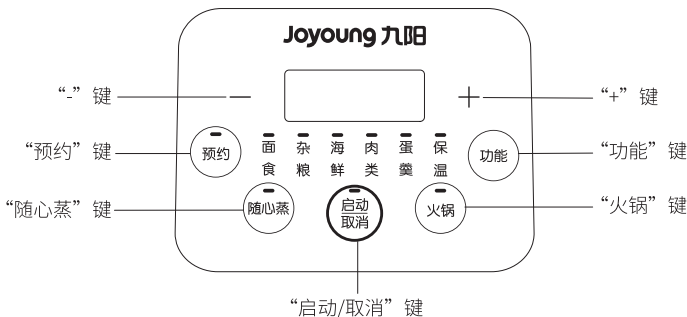 Joyoung 九阳
“-” 键
“+” 键
“预约” 键
预约
面食
杂粮
海鲜
肉类
蛋羹
保温
功能
“功能” 键
“随心蒸” 键
随心蒸
启动
取消
火锅
“火锅” 键
“启动/取消” 键